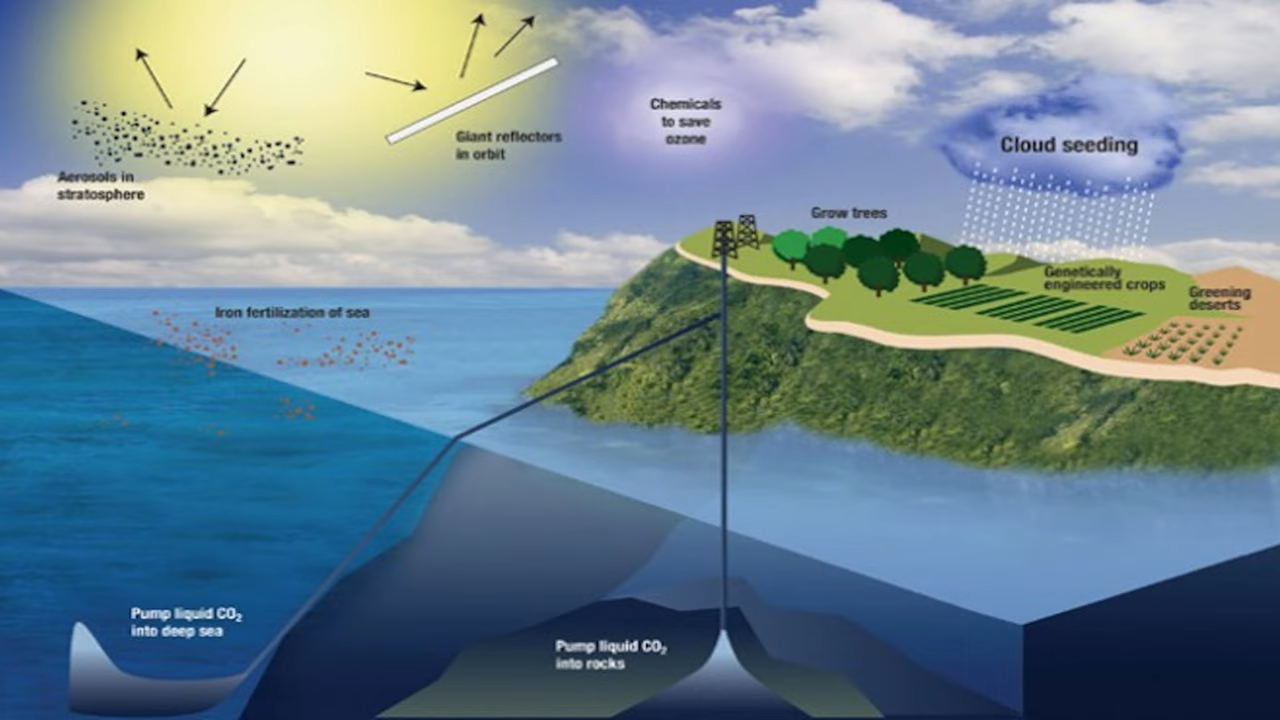 Giant reflectors
in orbit
Chemicals
to save
ozone
Cloud seeding
Aerosols in
stratosphere
Grow trees
Genetically
engineered crops
Greening
deserts
Iron fertilization of sea
Pump liquid CO₂
into deep sea
Pump liquid CO₂
into rocks